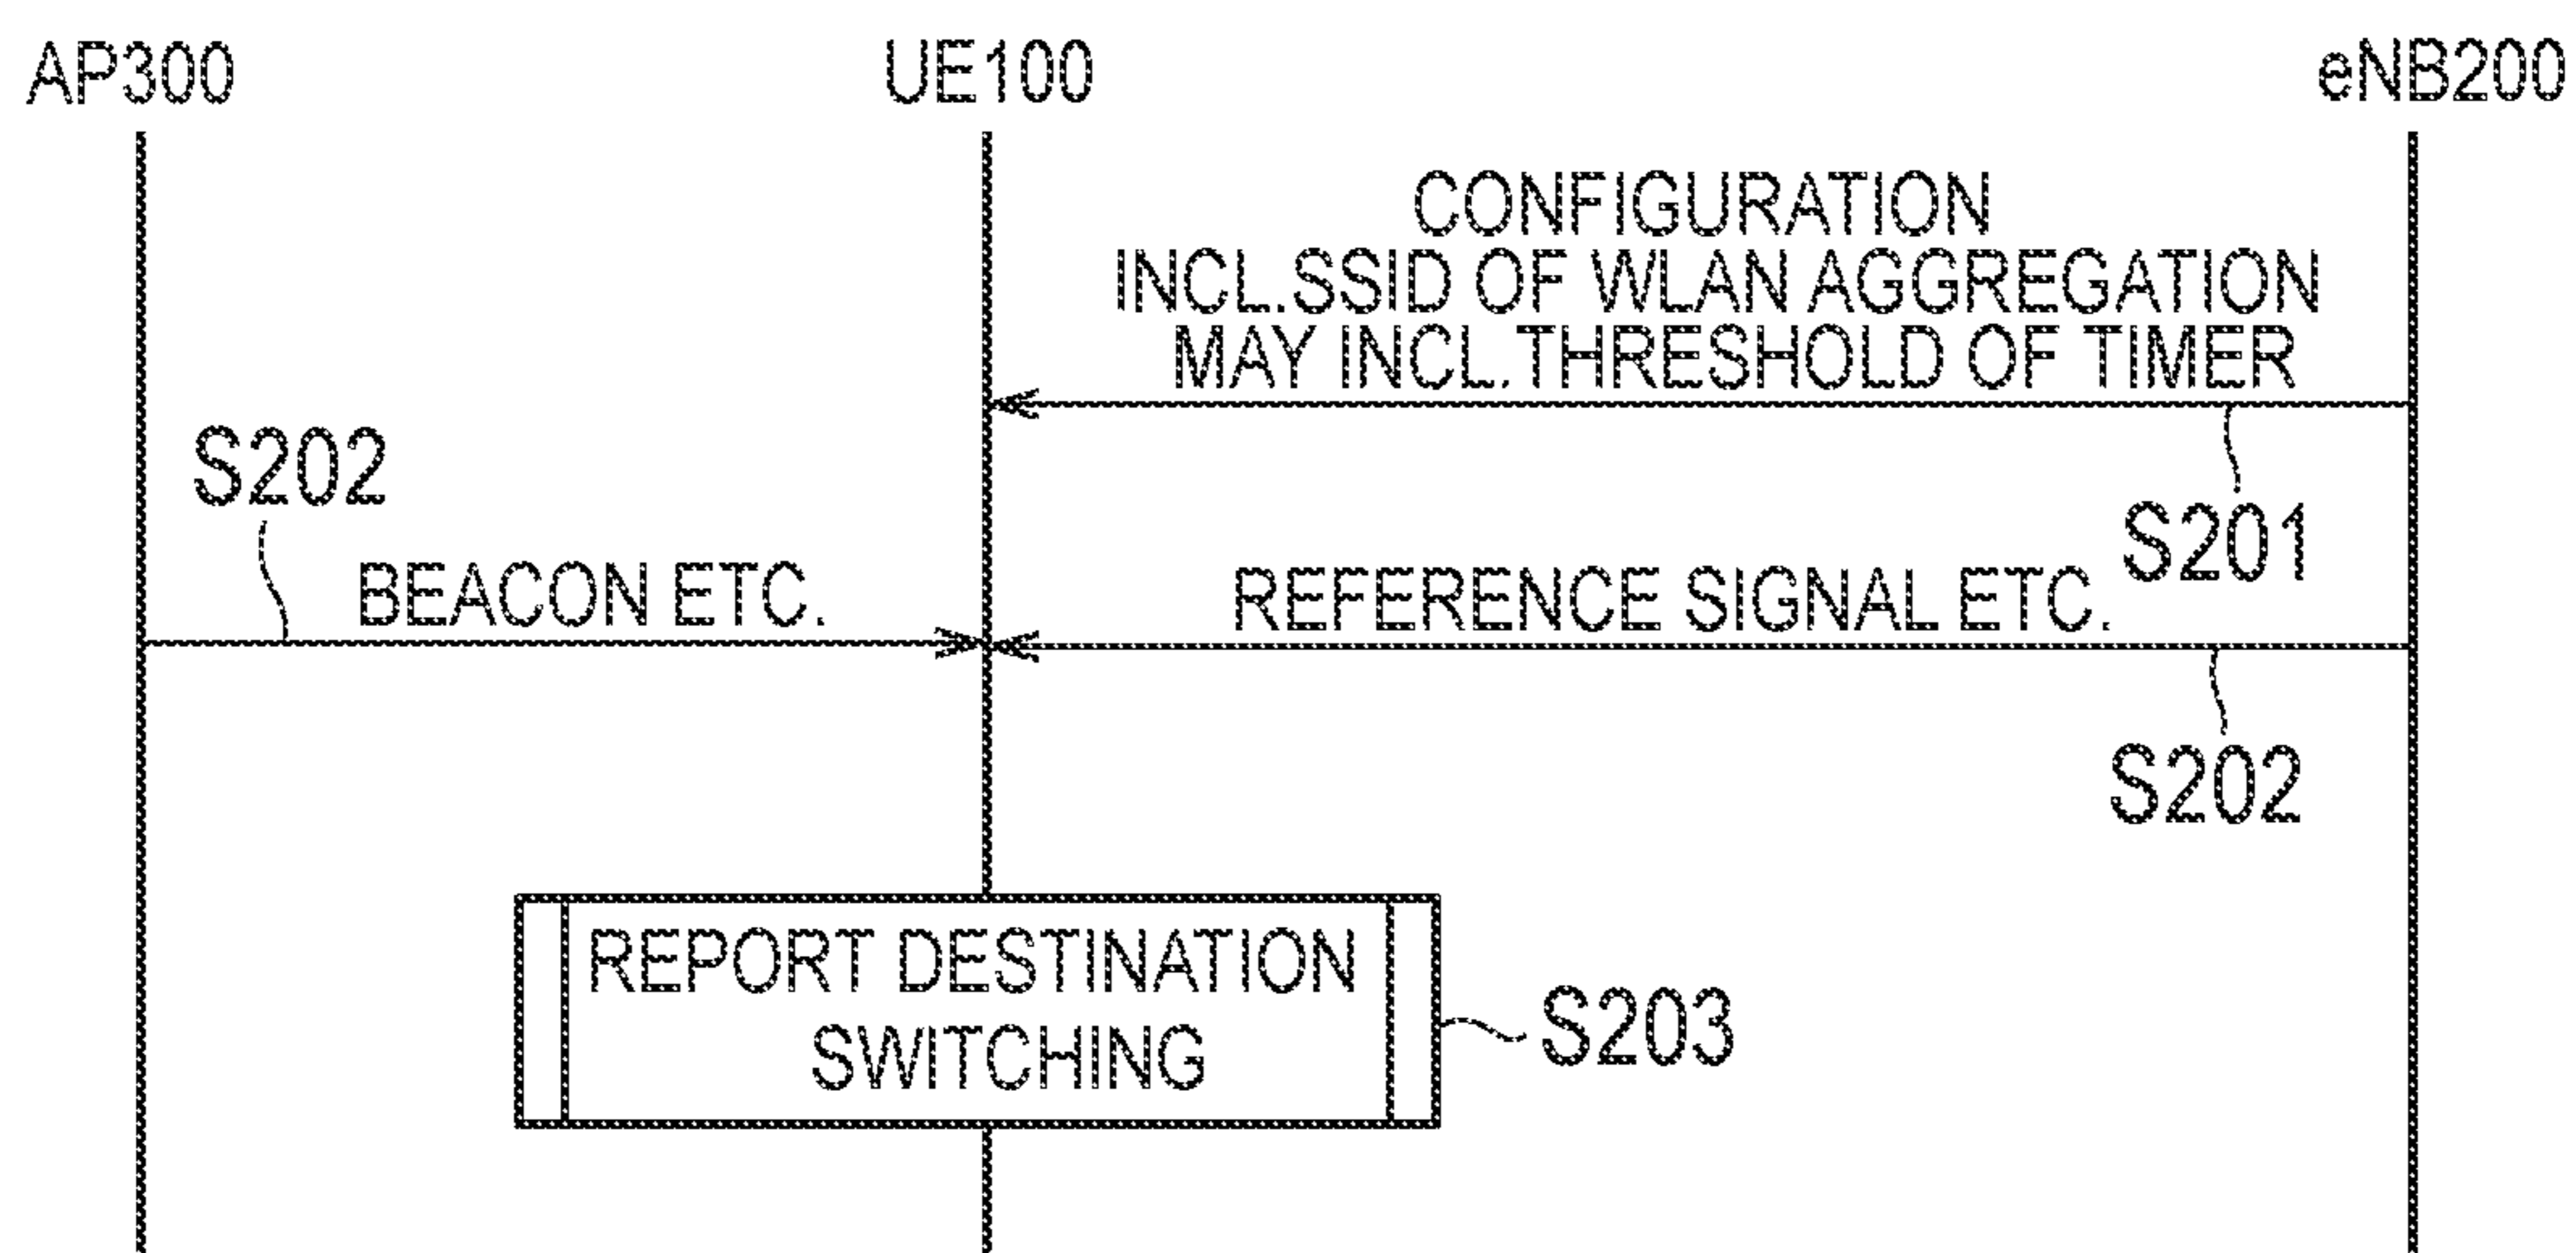 AP300
UE100
eNB200
CONFIGURATION
INCL.SSID OF WLAN AGGREGATION
MAY INCL.THRESHOLD OF TIMER
S201
S202
BEACON ETC.
REFERENCE SIGNAL ETC.
S202
REPORT DESTINATION
SWITCHING
S203